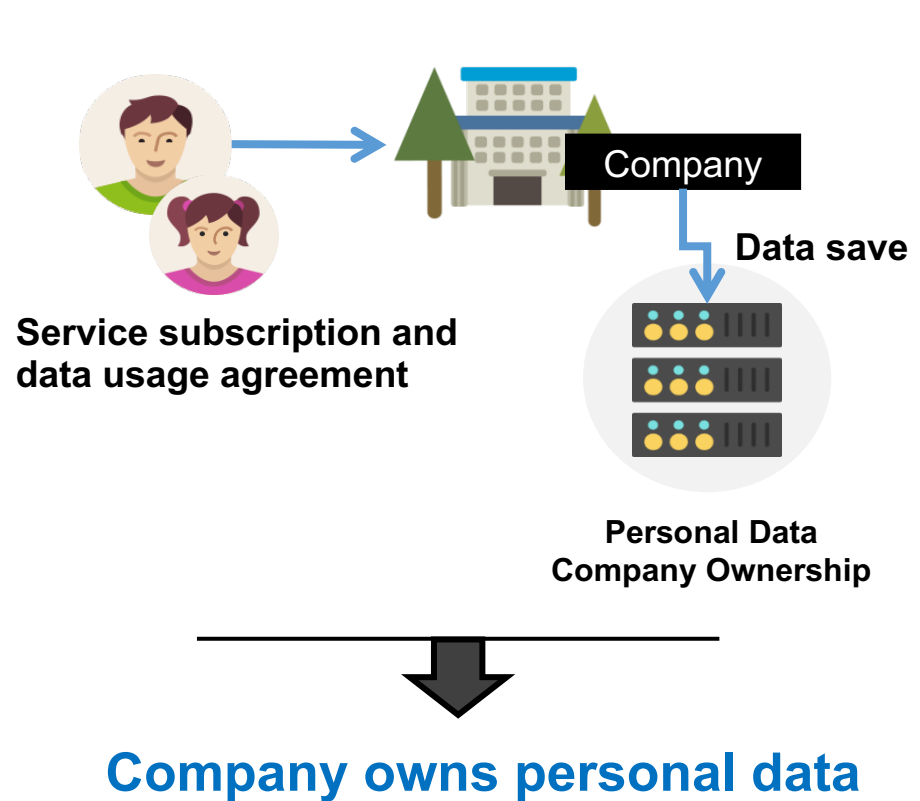 Company
Data save
Service subscription and
data usage agreement
Personal Data
Company Ownership
Company owns personal data